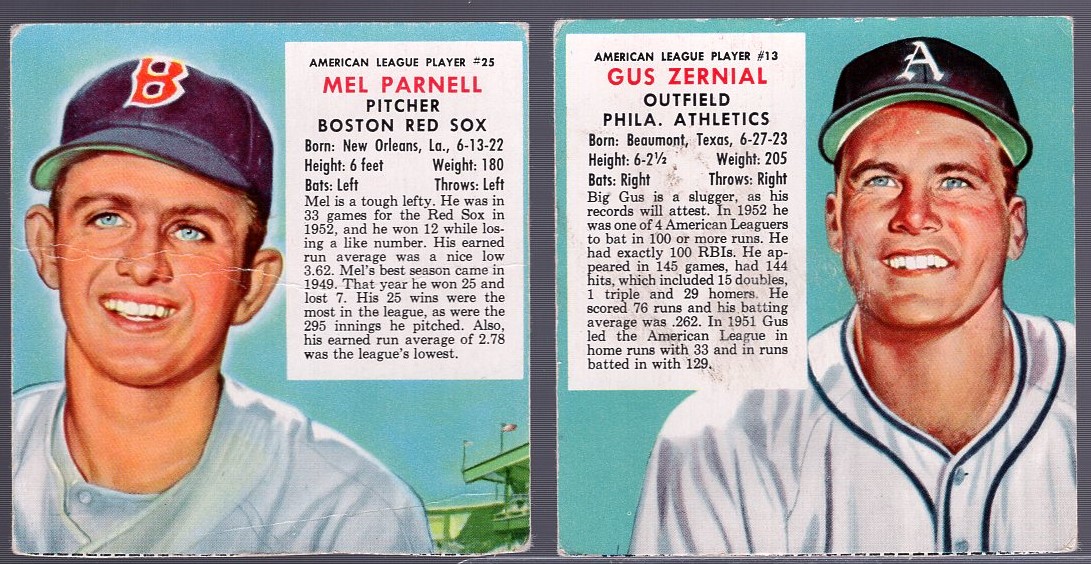 B
AMERICAN LEAGUE PLAYER #25
MEL PARNELL
PITCHER
BOSTON RED SOX
Born: New Orleans, La., 6-13-22
Height: 6 feet Weight: 180
Bats: Left Throws: Left
Mel is a tough lefty. He was in
33 games for the Red Sox in
1952, and he won 12 while los-
ing a like number. His earned
run average was a nice low
3.62. Mel's best season came in
1949. That year he won 25 and
lost 7. His 25 wins were the
most in the league, as were the
295 innings he pitched. Also,
his earned run average of 2.78
was the league's lowest.
A
AMERICAN LEAGUE PLAYER #13
GUS ZERNIAL
OUTFIELD
PHILA. ATHLETICS
Born: Beaumont, Texas, 6-27-23
Height: 6-2½ Weight: 205
Bats: Right Throws: Right
Big Gus is a slugger, as his
records will attest. In 1952 he
was one of 4 American Leaguers
to bat in 100 or more runs. He
had exactly 100 RBIs. He ap-
peared in 145 games, had 144
hits, which included 15 doubles,
1 triple and 29 homers. He
scored 76 runs and his batting
average was .262. In 1951 Gus
led the American League in
home runs with 33 and in runs
batted in with 129.